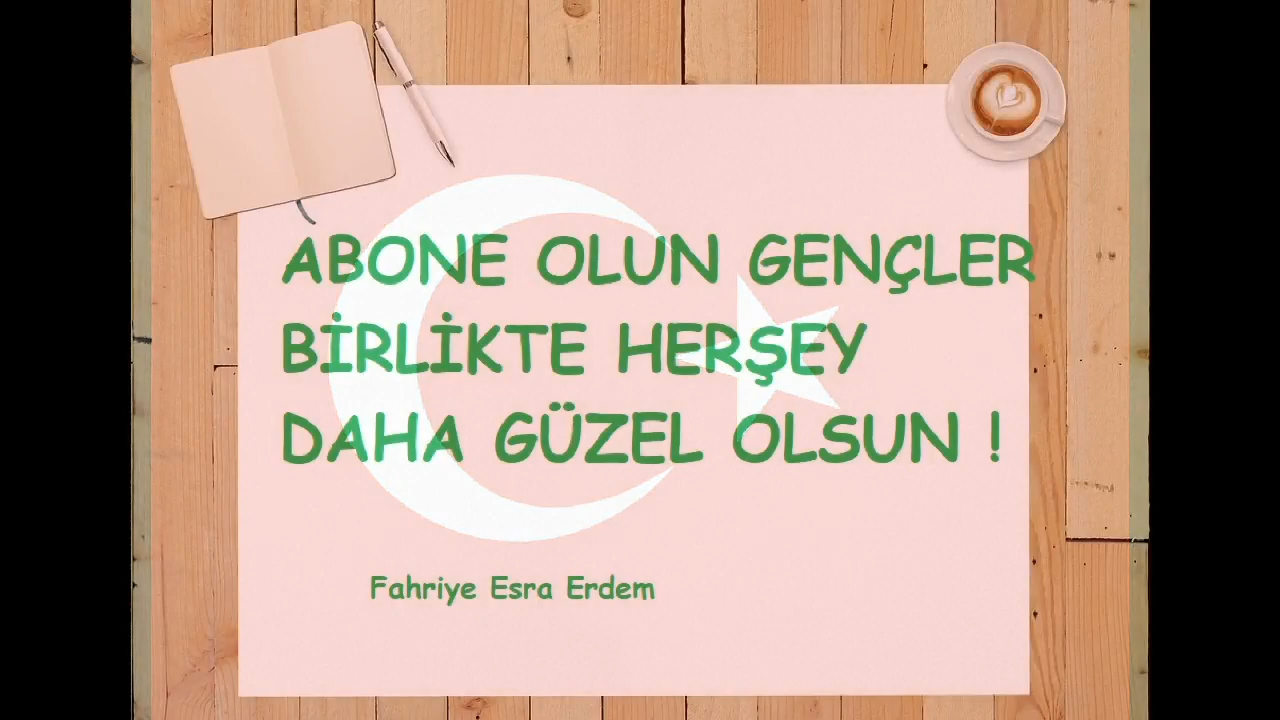 ABONE OLUN GENÇLER
BİRLİKTE HERŞEY
DAHA GÜZEL OLSUN !
Fahriye Esra Erdem